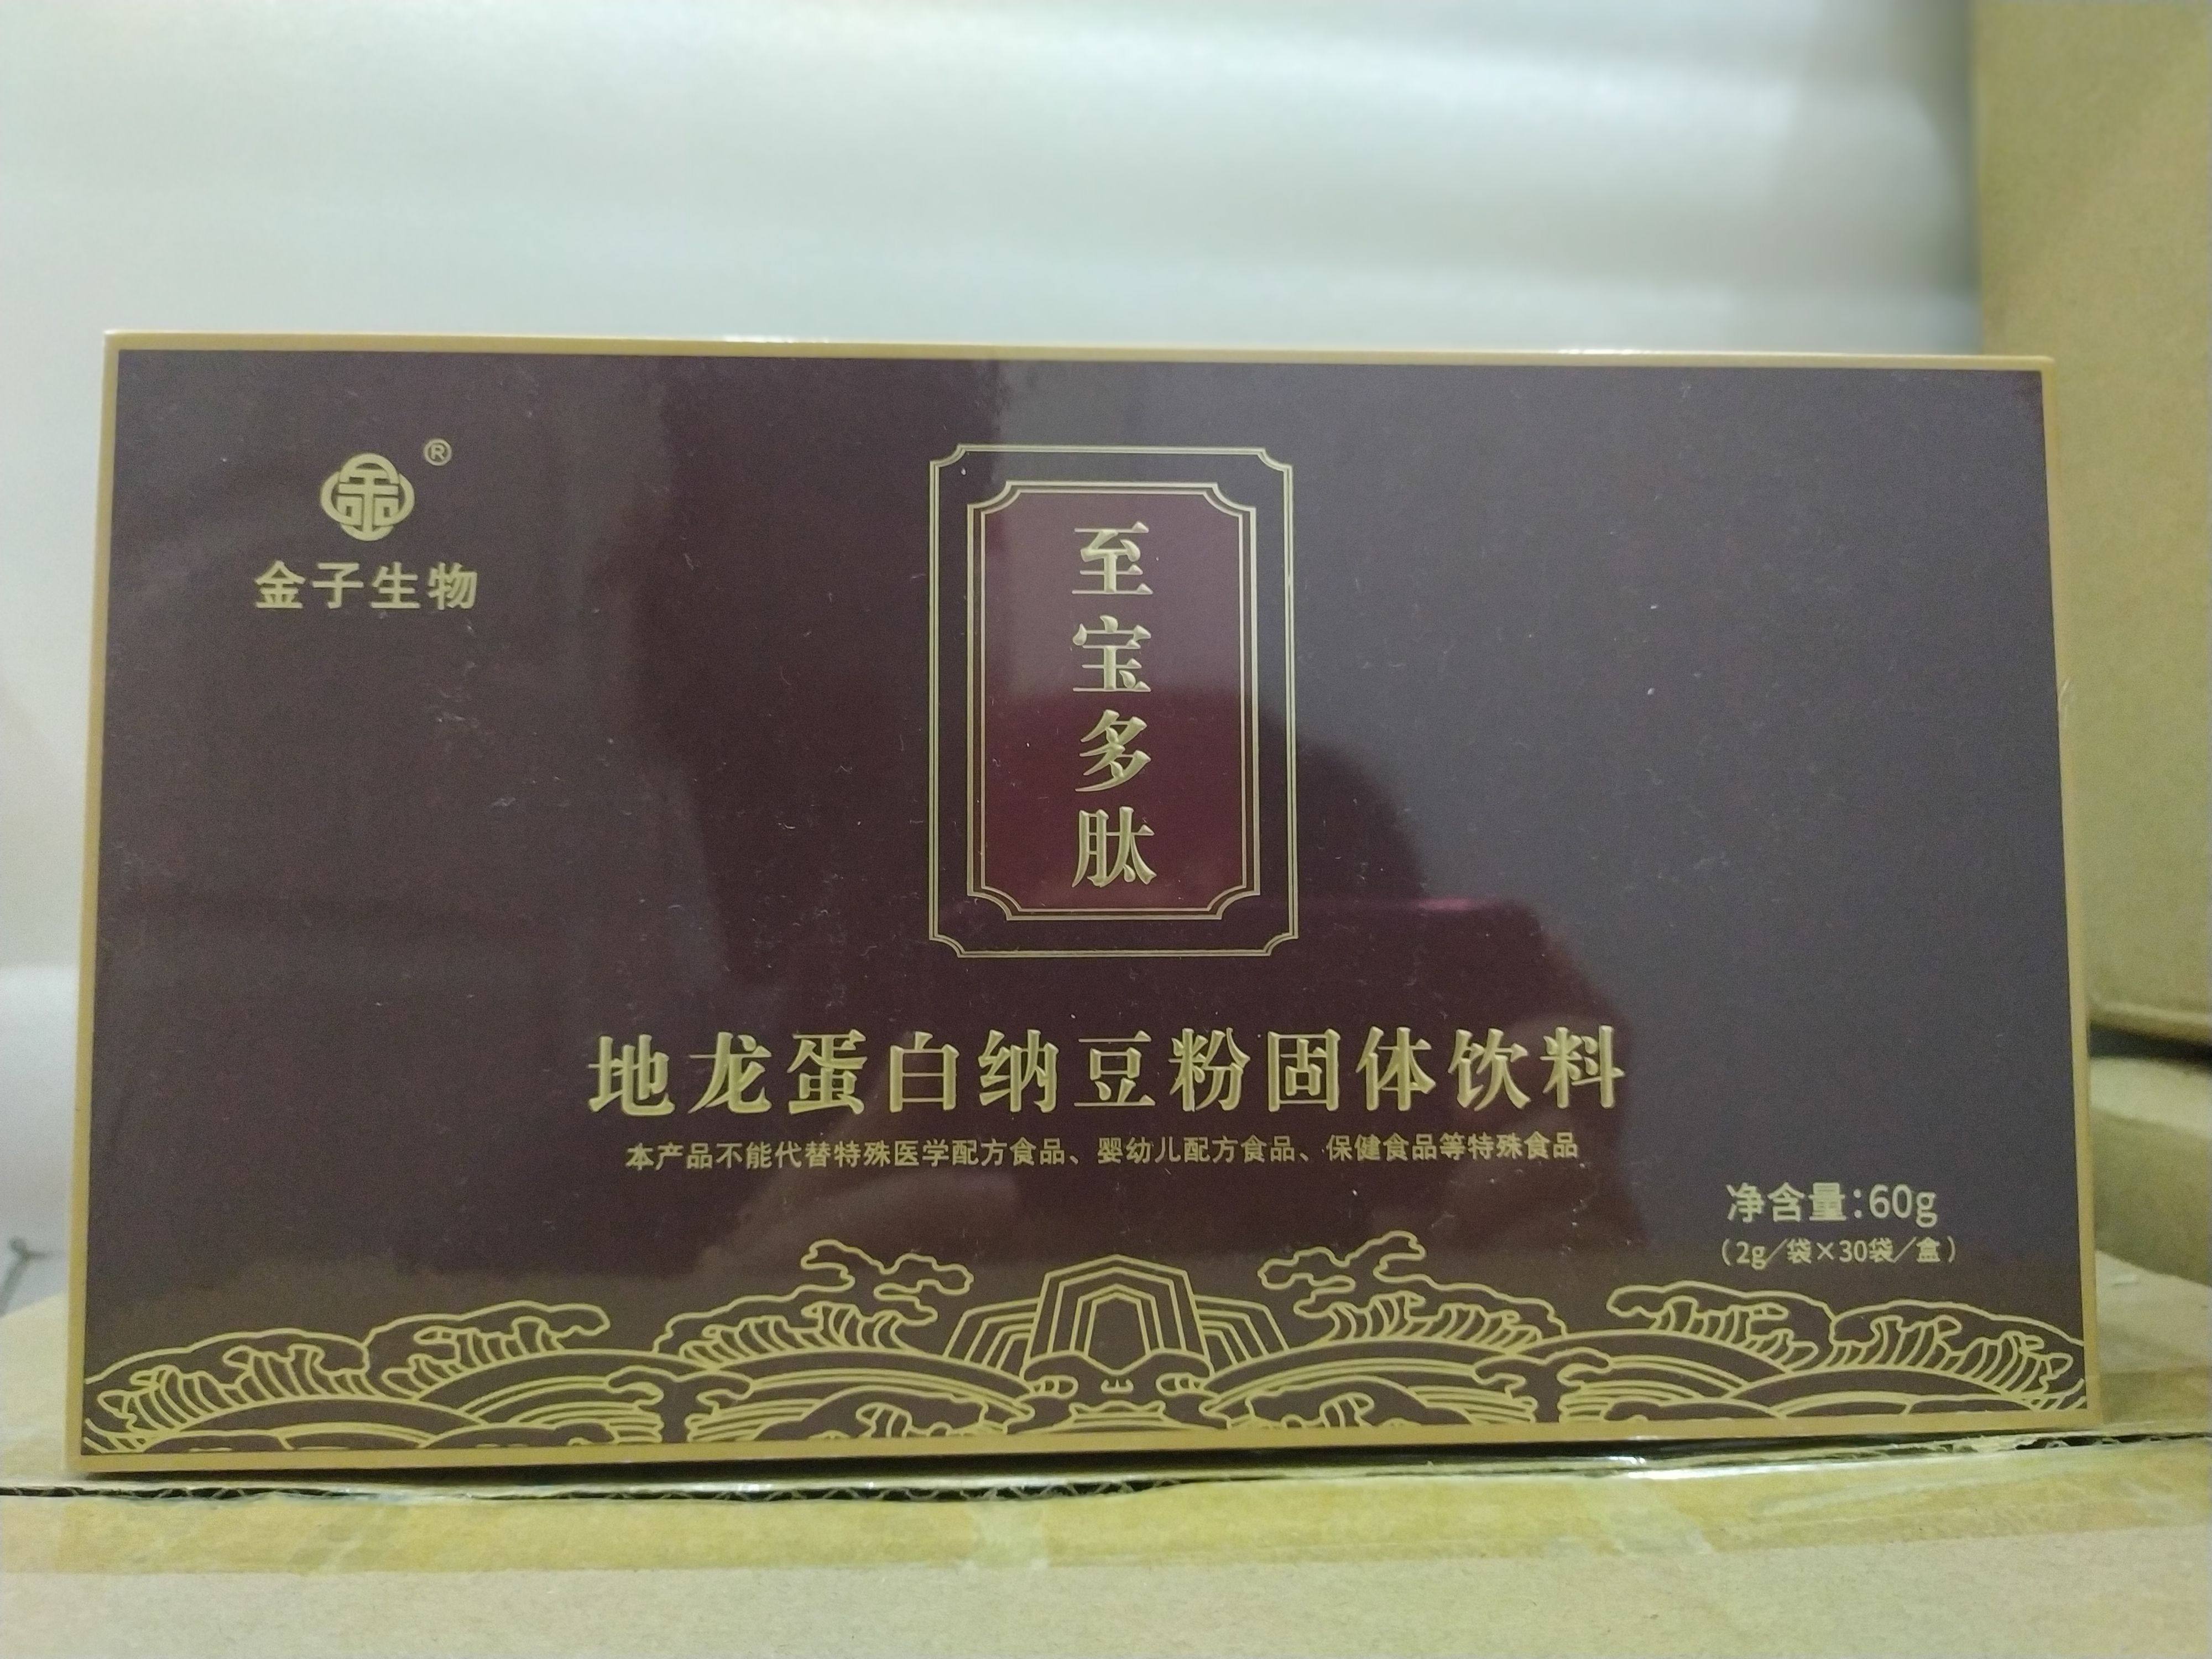 ®
金子生物
至宝多肽
地龙蛋白纳豆粉固体饮料
本产品不能代替特殊医学配方食品、婴幼儿配方食品、保健食品等特殊食品
净含量:60g
(2g/袋×30袋/盒)